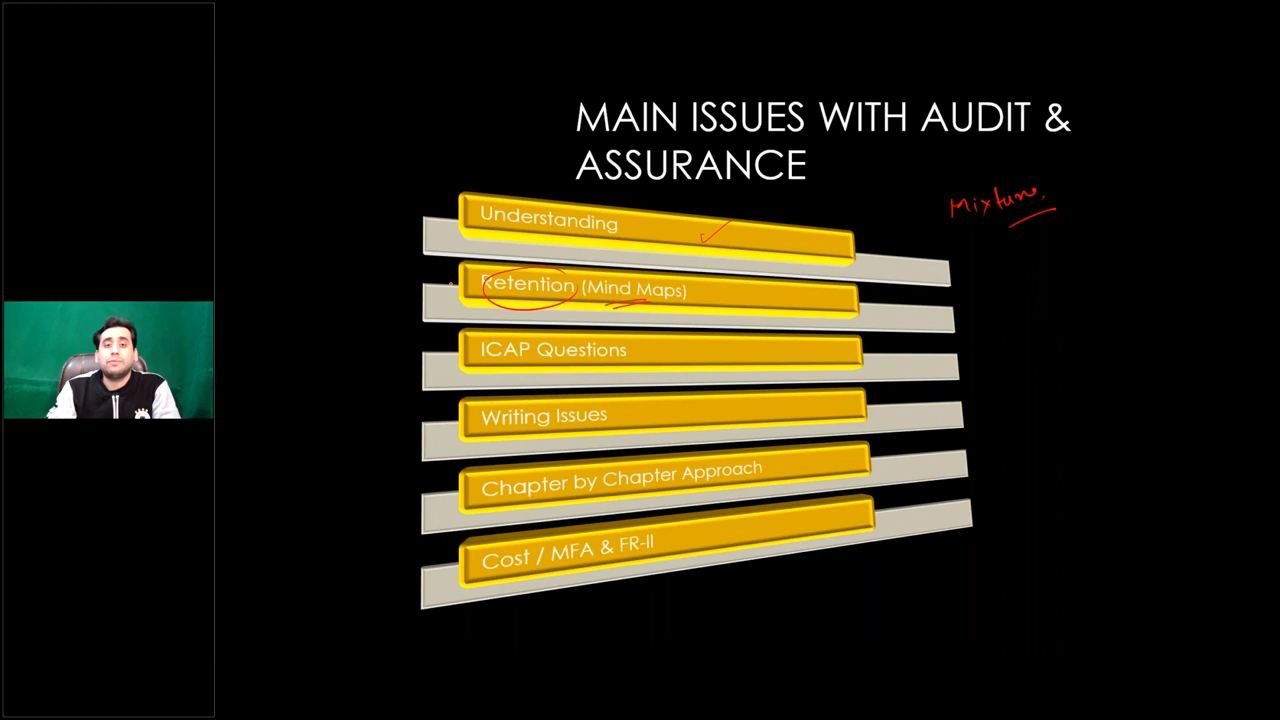 MAIN ISSUES WITH AUDIT &
ASSURANCE
Mixture
Understanding
Retention (Mind Maps)
ICAP Questions
Writing Issues
Chapter by Chapter Approach
Cost / MFA & FR-II